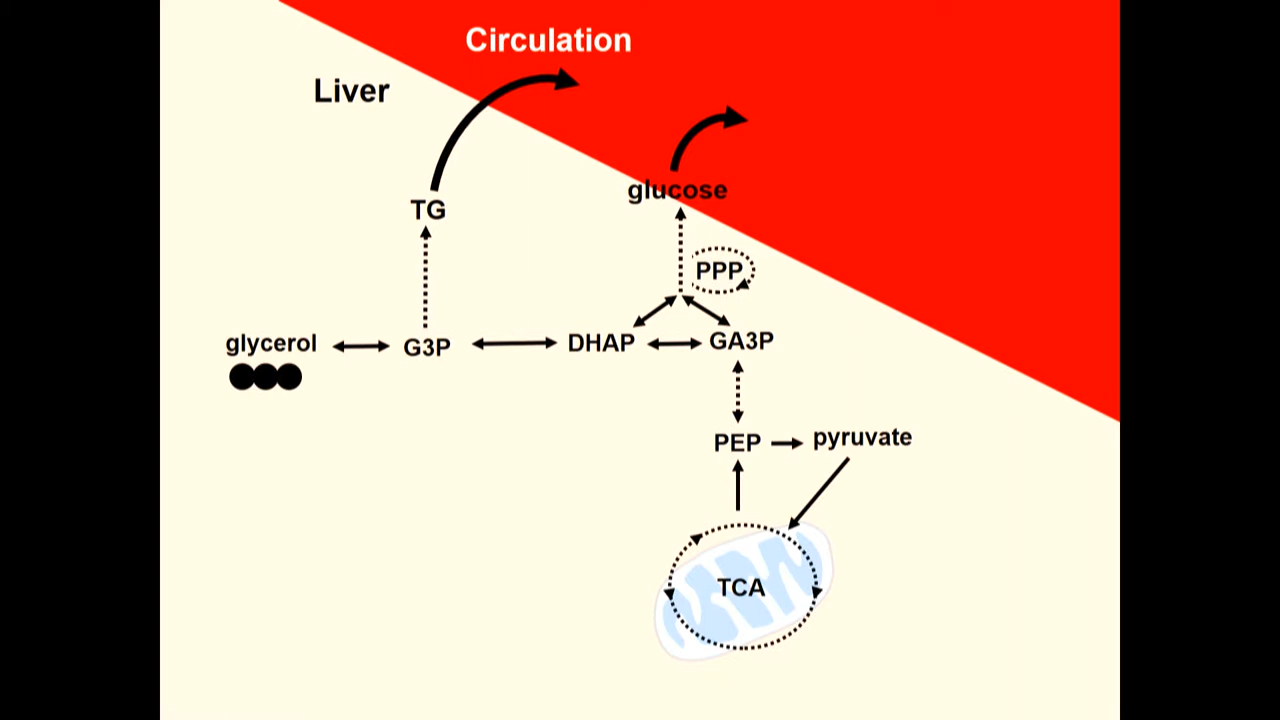 Circulation
Liver
glucose
TG
PPP
glycerol
G3P
DHAP
GA3P
PEP
pyruvate
TCA